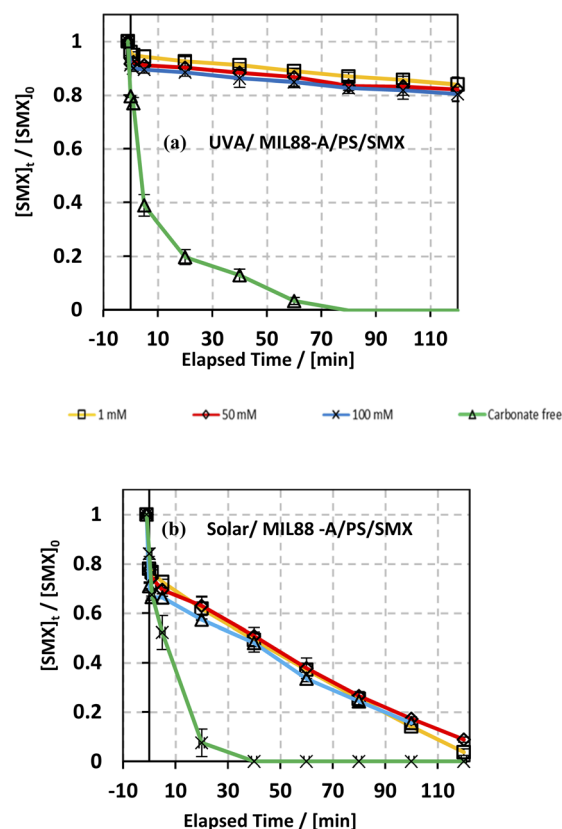 1
0.8
0.6
0.4
0.2
0
[SMX]t / [SMX]0
(a) UVA/ MIL88-A/PS/SMX
-10 10 30 50 70 90 110
Elapsed Time / [min]
1 mM 50 mM 100 mM Carbonate free
1
0.8
0.6
0.4
0.2
0
[SMX]t / [SMX]0
(b) Solar/ MIL88 -A/PS/SMX
-10 10 30 50 70 90 110
Elapsed Time / [min]